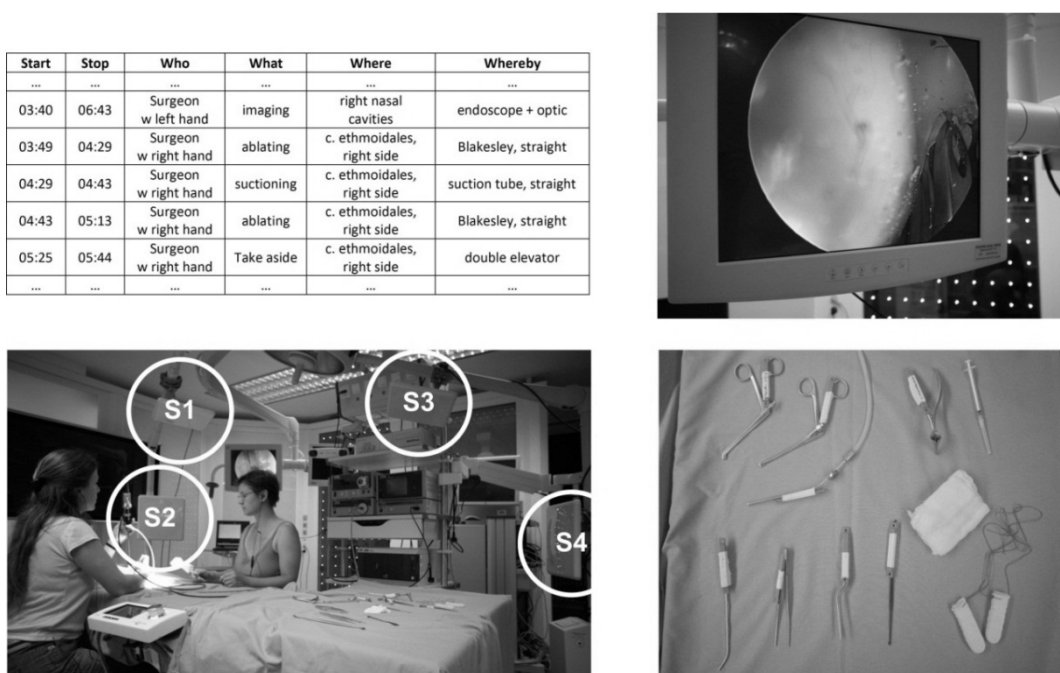 Start Stop Who What Where Whereby
... ... ... ... ... ...
03:40 06:43 Surgeon w left hand imaging right nasal cavities endoscope + optic
03:49 04:29 Surgeon w right hand ablating c. ethmoidales, right side Blakesley, straight
04:29 04:43 Surgeon w right hand suctioning c. ethmoidales, right side suction tube, straight
04:43 05:13 Surgeon w right hand ablating c. ethmoidales, right side Blakesley, straight
05:25 05:44 Surgeon w right hand Take aside c. ethmoidales, right side double elevator
... ... ... ... ... ...
S1
S3
S2
S4